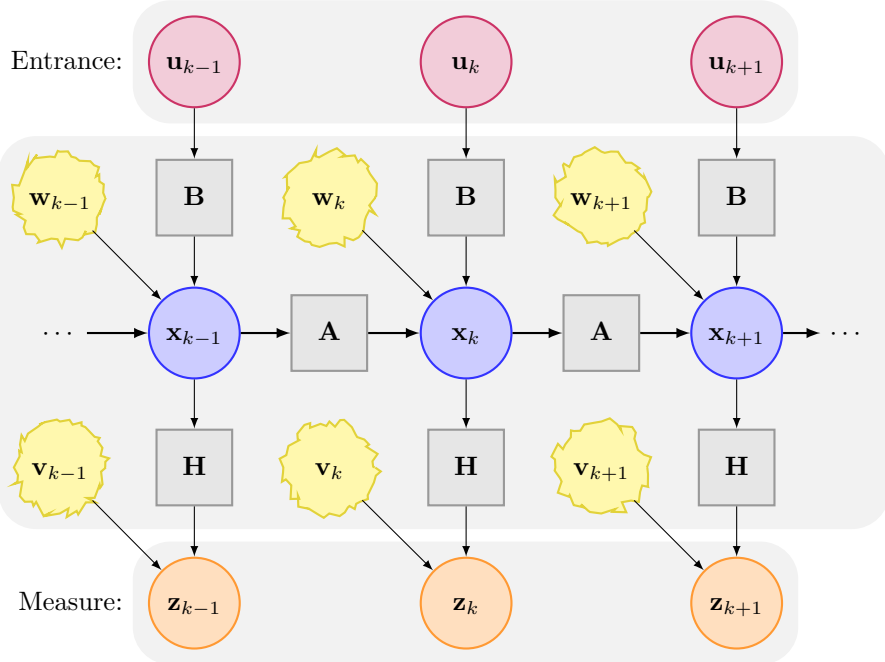 Entrance: u_{k−1} u_k u_{k+1}
w_{k−1} B w_k B w_{k+1} B
⋯ x_{k−1} A x_k A x_{k+1} ⋯
v_{k−1} H v_k H v_{k+1} H
Measure: z_{k−1} z_k z_{k+1}